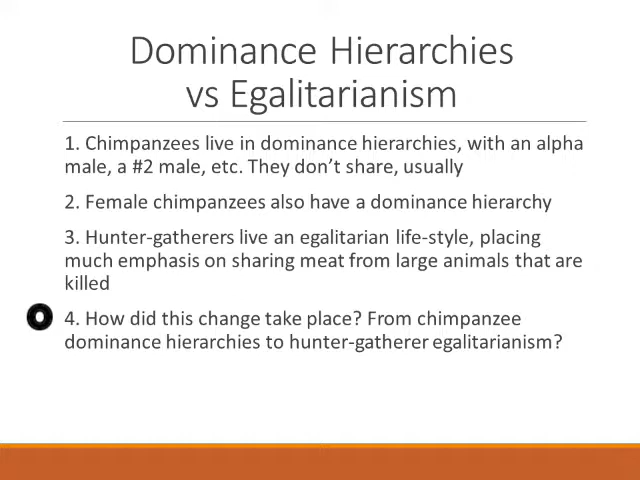 Dominance Hierarchies
vs Egalitarianism
1. Chimpanzees live in dominance hierarchies, with an alpha
male, a #2 male, etc. They don’t share, usually
2. Female chimpanzees also have a dominance hierarchy
3. Hunter-gatherers live an egalitarian life-style, placing
much emphasis on sharing meat from large animals that are
killed
4. How did this change take place? From chimpanzee
dominance hierarchies to hunter-gatherer egalitarianism?